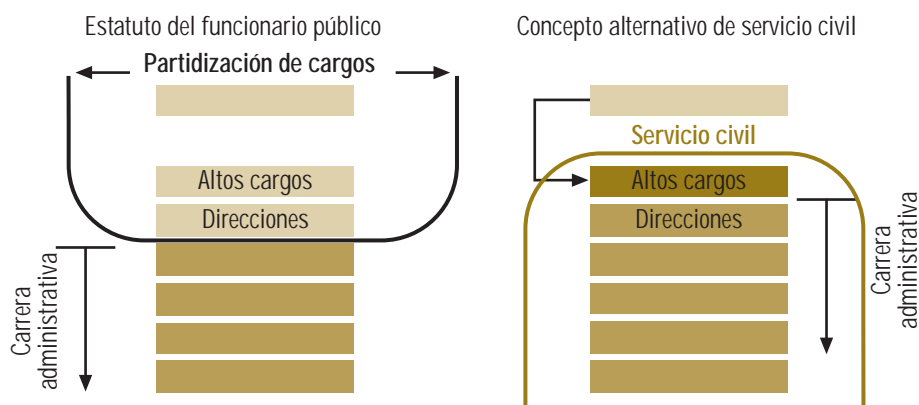 Estatuto del funcionario público
Partidización de cargos
Altos cargos
Direcciones
Carrera
administrativa
Concepto alternativo de servicio civil
Servicio civil
Altos cargos
Direcciones
Carrera
administrativa